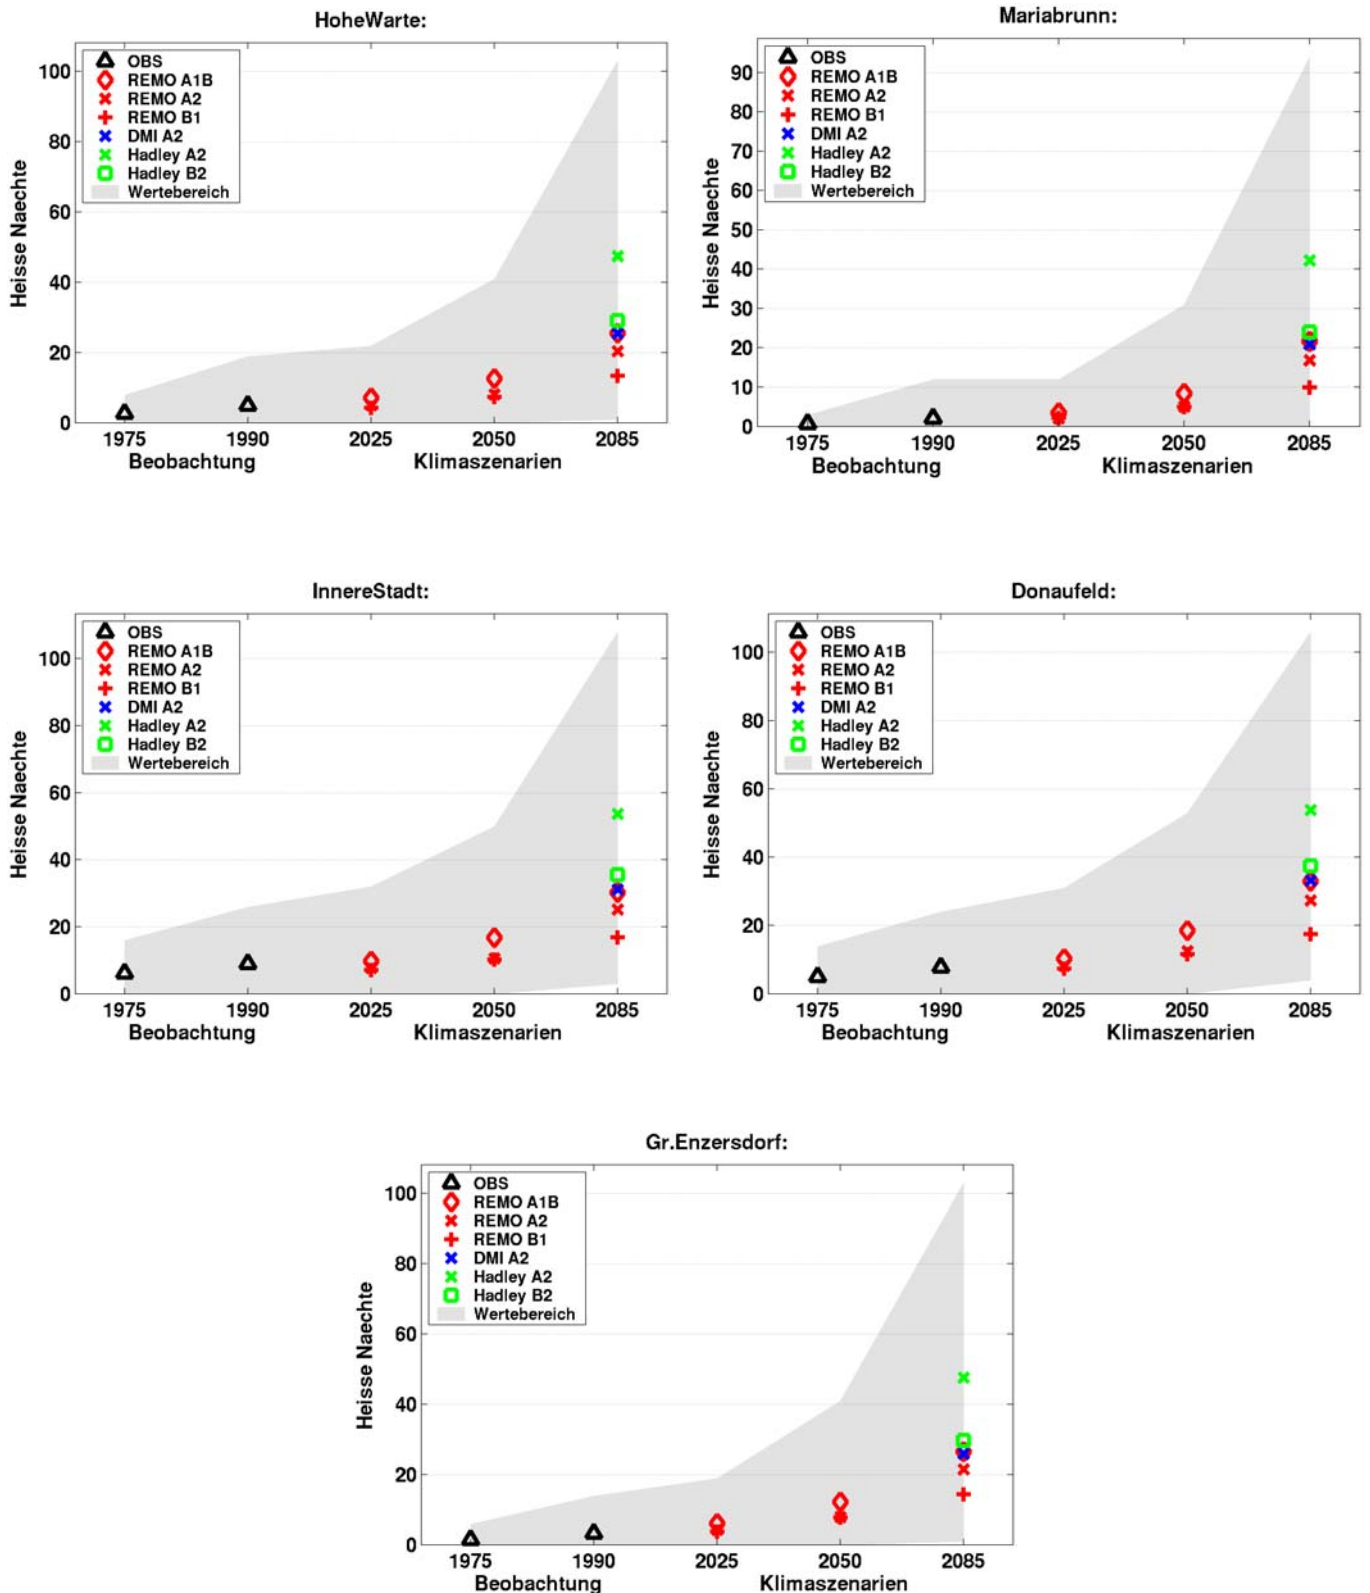 HoheWarte:
Heisse Naechte
100
80
60
40
20
0
OBS
REMO A1B
REMO A2
REMO B1
DMI A2
Hadley A2
Hadley B2
Wertebereich
1975 1990 2025 2050 2085
Beobachtung Klimaszenarien
Mariabrunn:
Heisse Naechte
90
80
70
60
50
40
30
20
10
0
OBS
REMO A1B
REMO A2
REMO B1
DMI A2
Hadley A2
Hadley B2
Wertebereich
1975 1990 2025 2050 2085
Beobachtung Klimaszenarien
InnereStadt:
Heisse Naechte
100
80
60
40
20
0
OBS
REMO A1B
REMO A2
REMO B1
DMI A2
Hadley A2
Hadley B2
Wertebereich
1975 1990 2025 2050 2085
Beobachtung Klimaszenarien
Donaufeld:
Heisse Naechte
100
80
60
40
20
0
OBS
REMO A1B
REMO A2
REMO B1
DMI A2
Hadley A2
Hadley B2
Wertebereich
1975 1990 2025 2050 2085
Beobachtung Klimaszenarien
Gr.Enzersdorf:
Heisse Naechte
100
80
60
40
20
0
OBS
REMO A1B
REMO A2
REMO B1
DMI A2
Hadley A2
Hadley B2
Wertebereich
1975 1990 2025 2050 2085
Beobachtung Klimaszenarien